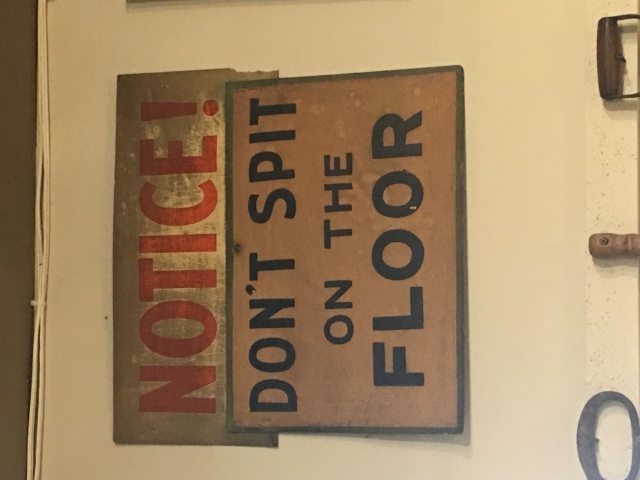 NOTICE!
DON'T SPIT
ON THE
FLOOR